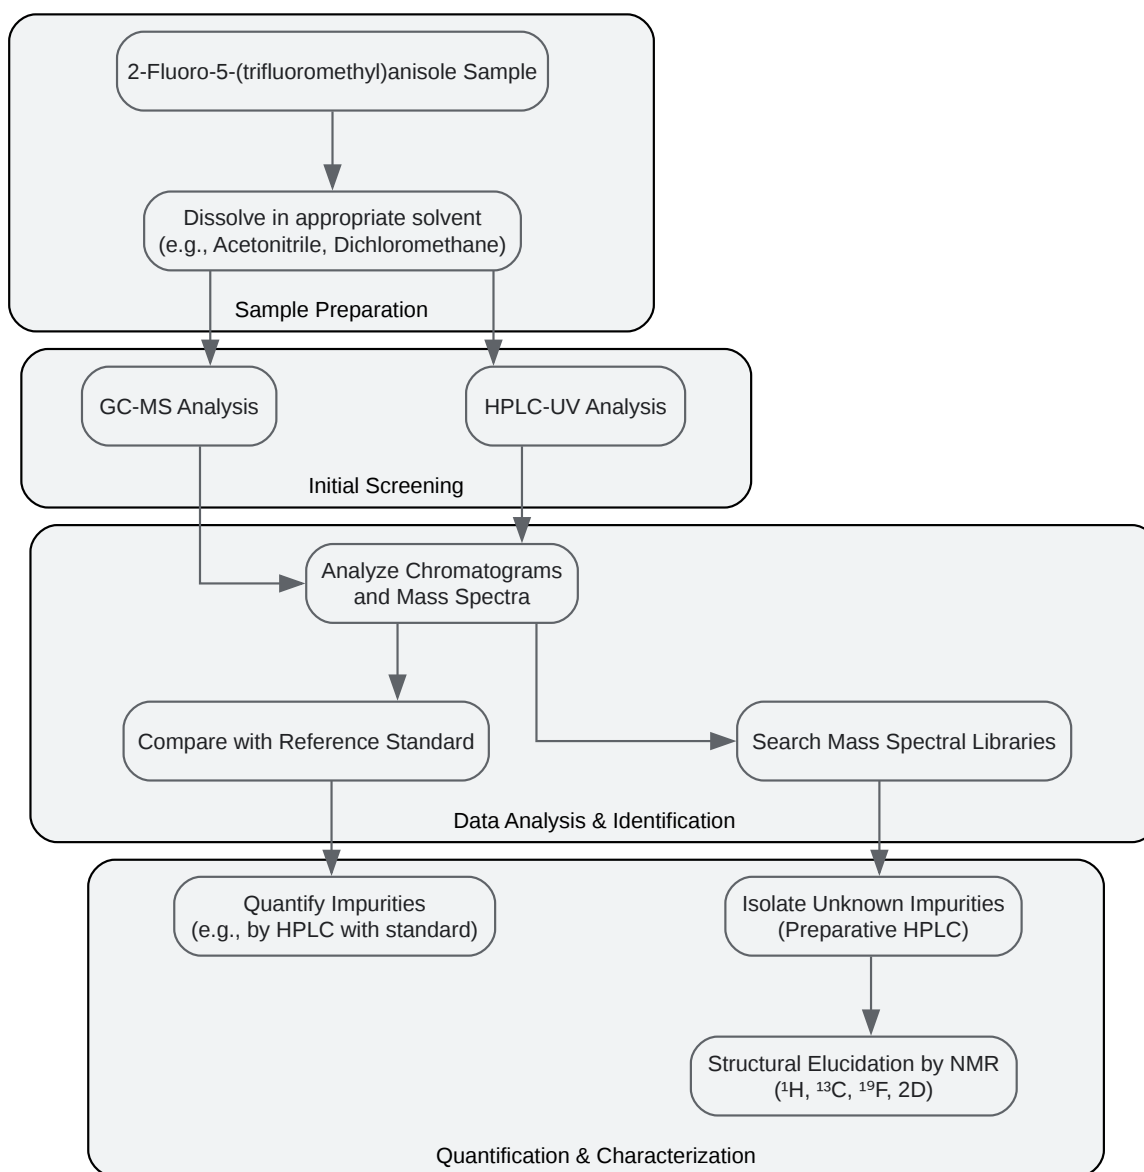 2-Fluoro-5-(trifluoromethyl)anisole Sample
Dissolve in appropriate solvent
(e.g., Acetonitrile, Dichloromethane)
Sample Preparation
GC-MS Analysis
HPLC-UV Analysis
Initial Screening
Analyze Chromatograms
and Mass Spectra
Compare with Reference Standard
Search Mass Spectral Libraries
Data Analysis & Identification
Quantify Impurities
(e.g., by HPLC with standard)
Isolate Unknown Impurities
(Preparative HPLC)
Structural Elucidation by NMR
(¹H, ¹³C, ¹⁹F, 2D)
Quantification & Characterization